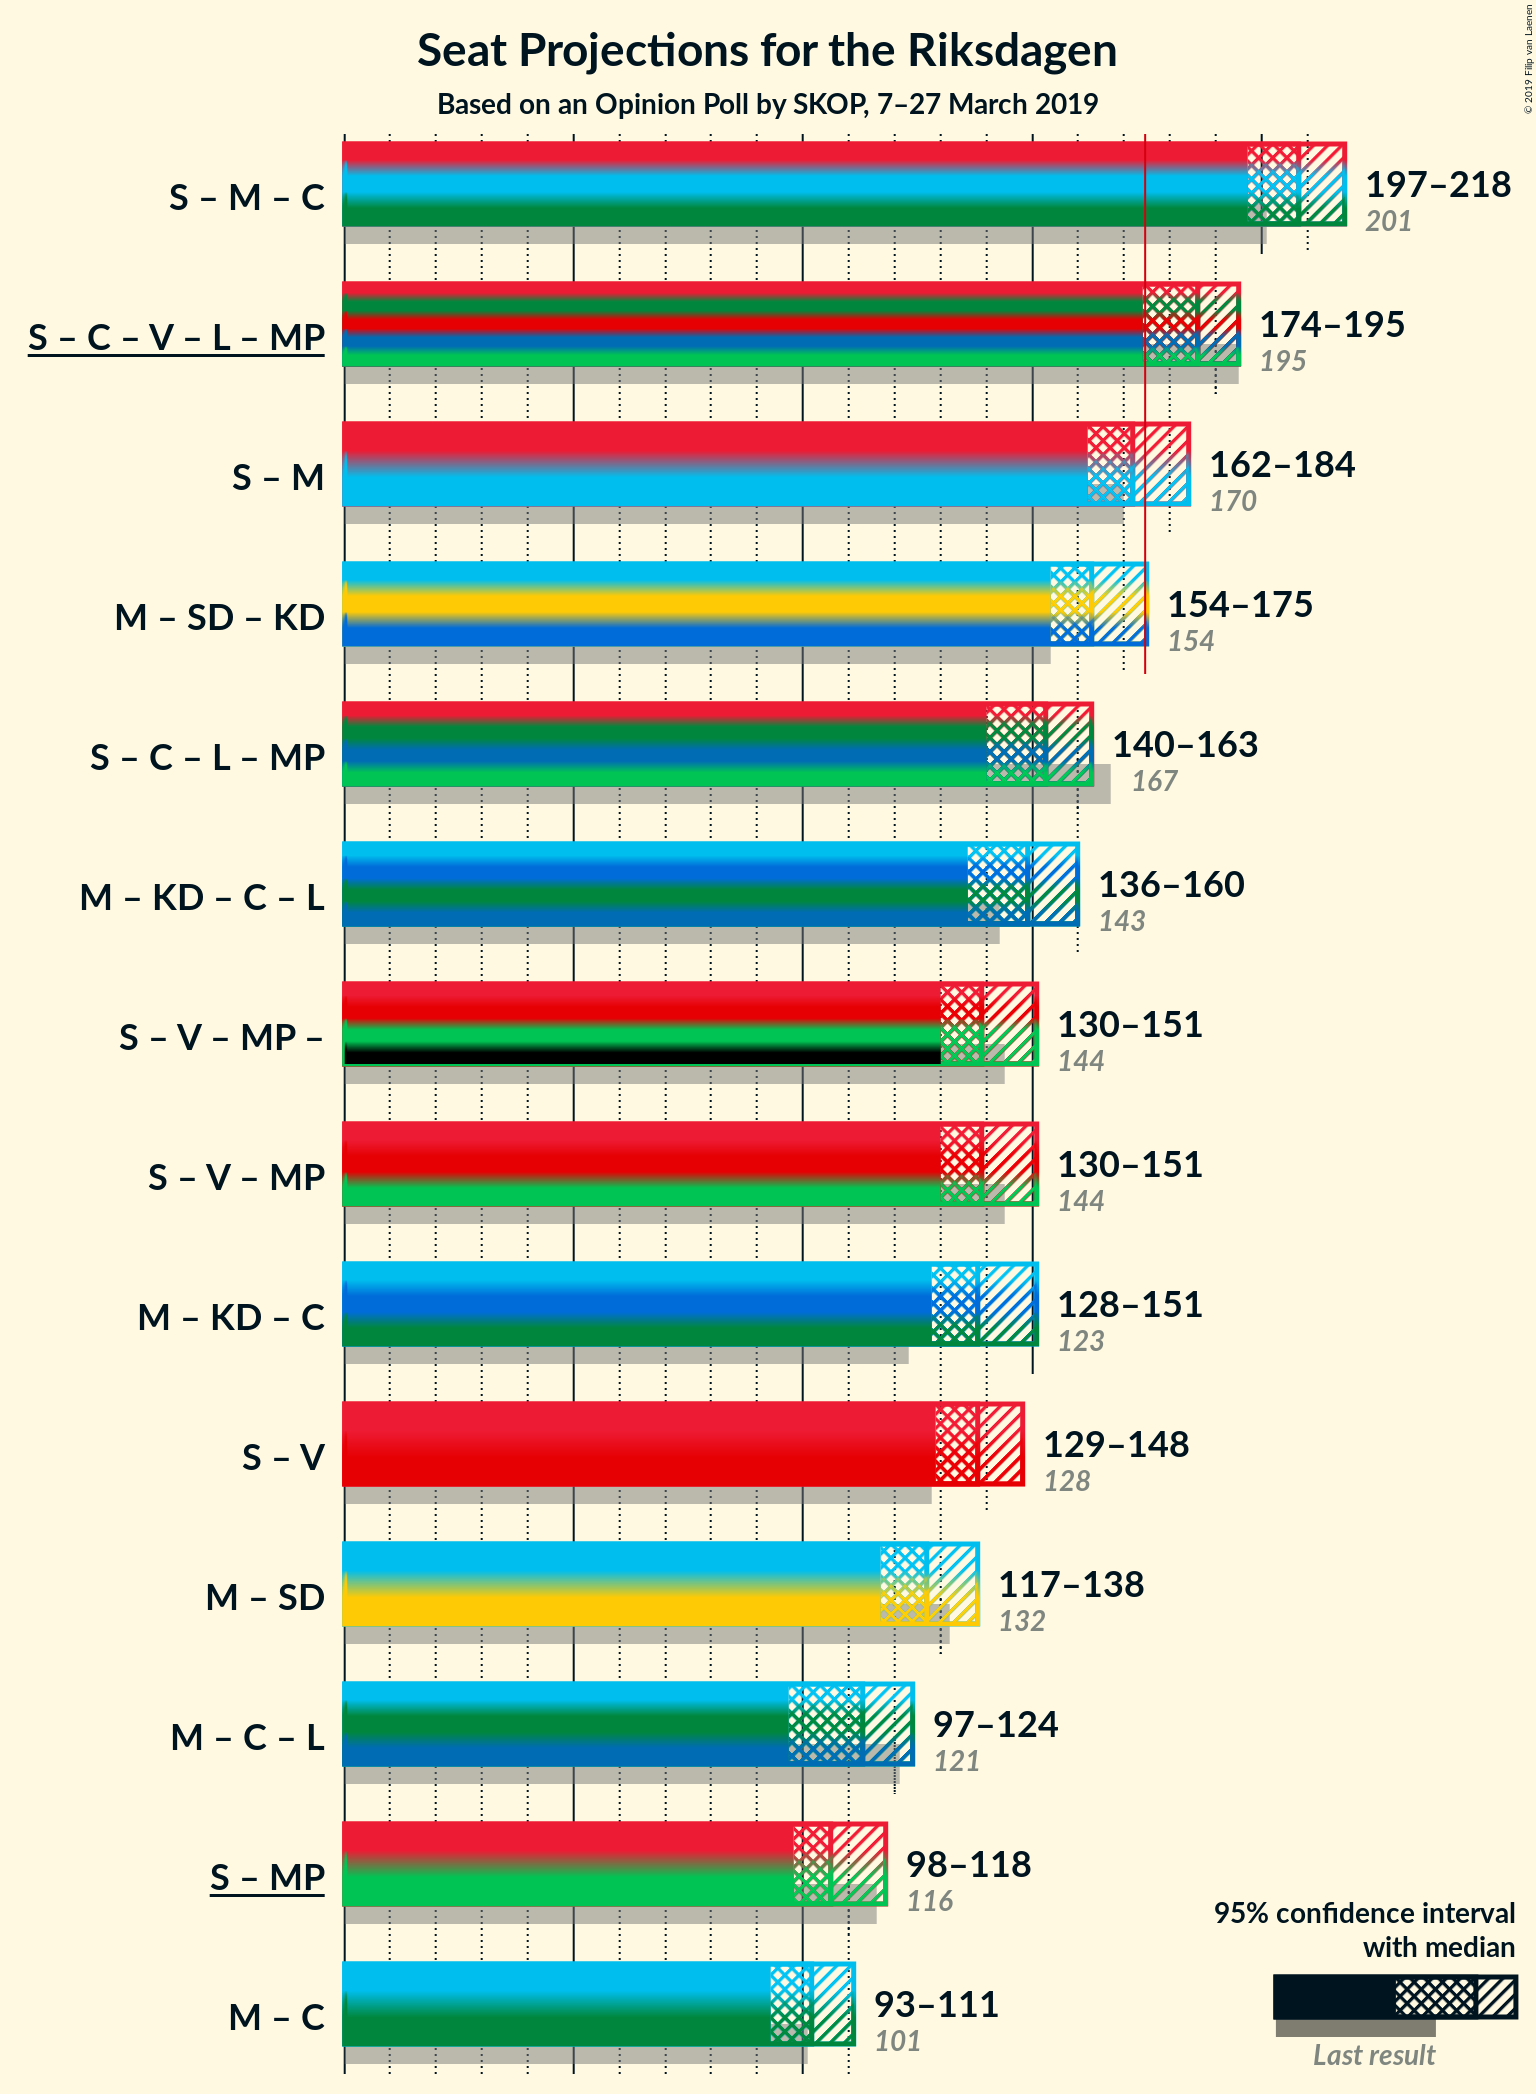 Seat Projections for the Riksdagen
Based on an Opinion Poll by SKOP, 7–27 March 2019
© 2019 Filip van Laenen
S – M – C
197–218
201
S – C – V – L – MP
174–195
195
S – M
162–184
170
M – SD – KD
154–175
154
S – C – L – MP
140–163
167
M – KD – C – L
136–160
143
S – V – MP –
130–151
144
S – V – MP
130–151
144
M – KD – C
128–151
123
S – V
129–148
128
M – SD
117–138
132
M – C – L
97–124
121
S – MP
98–118
116
M – C
93–111
101
95% confidence interval
with median
Last result